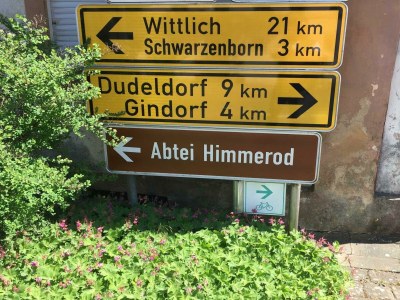 Wittlich 21 km
Schwarzenborn 3 km
Dudeldorf 9 km
Gindorf 4 km
Abtei Himmerod